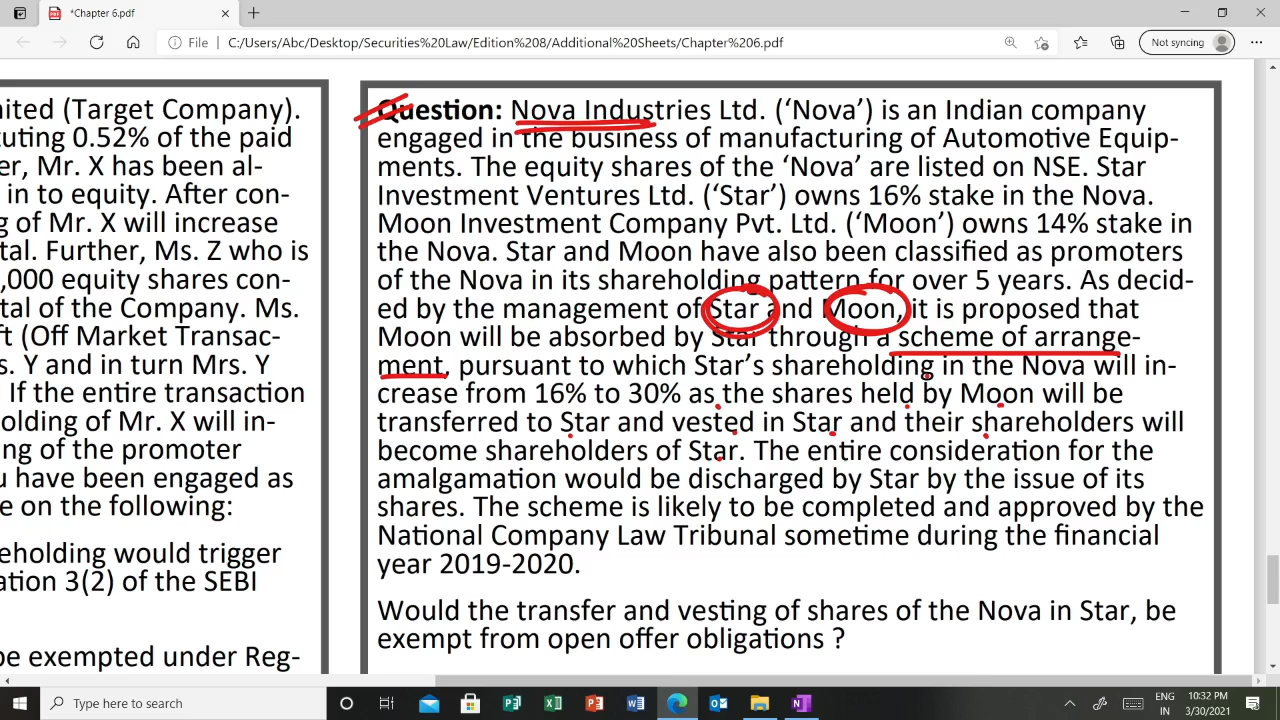 *Chapter 6.pdf
File
C:/Users/Abc/Desktop/Securities%20Law/Edition%208/Additional%20Sheets/Chapter%206.pdf
Not syncing
nited (Target Company).
uting 0.52% of the paid
er, Mr. X has been al-
in to equity. After con-
g of Mr. X will increase
tal. Further, Ms. Z who is
,000 equity shares con-
tal of the Company. Ms.
ft (Off Market Transac-
s. Y and in turn Mrs. Y
. If the entire transaction
olding of Mr. X will in-
ng of the promoter
u have been engaged as
e on the following:
eholding would trigger
ation 3(2) of the SEBI
be exempted under Reg-
Question: Nova Industries Ltd. (‘Nova’) is an Indian company
engaged in the business of manufacturing of Automotive Equip-
ments. The equity shares of the ‘Nova’ are listed on NSE. Star
Investment Ventures Ltd. (‘Star’) owns 16% stake in the Nova.
Moon Investment Company Pvt. Ltd. (‘Moon’) owns 14% stake in
the Nova. Star and Moon have also been classified as promoters
of the Nova in its shareholding pattern for over 5 years. As decid-
ed by the management of Star and Moon, it is proposed that
Moon will be absorbed by Star through a scheme of arrange-
ment, pursuant to which Star’s shareholding in the Nova will in-
crease from 16% to 30% as the shares held by Moon will be
transferred to Star and vested in Star and their shareholders will
become shareholders of Star. The entire consideration for the
amalgamation would be discharged by Star by the issue of its
shares. The scheme is likely to be completed and approved by the
National Company Law Tribunal sometime during the financial
year 2019-2020.
Would the transfer and vesting of shares of the Nova in Star, be
exempt from open offer obligations ?
Type here to search
ENG
IN
10:32 PM
3/30/2021